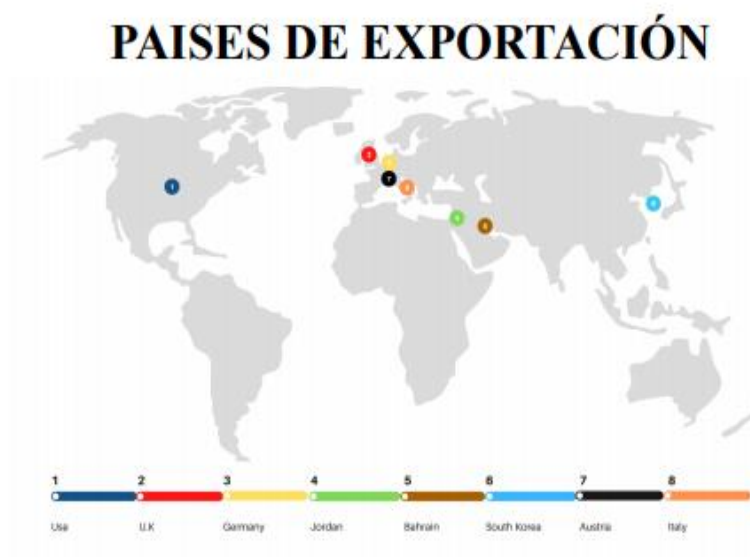 PAISES DE EXPORTACIÓN
1 2 3 4 5 6 7 8
Usa U.K Germany Jordan Bahrain South Korea Austria Italy